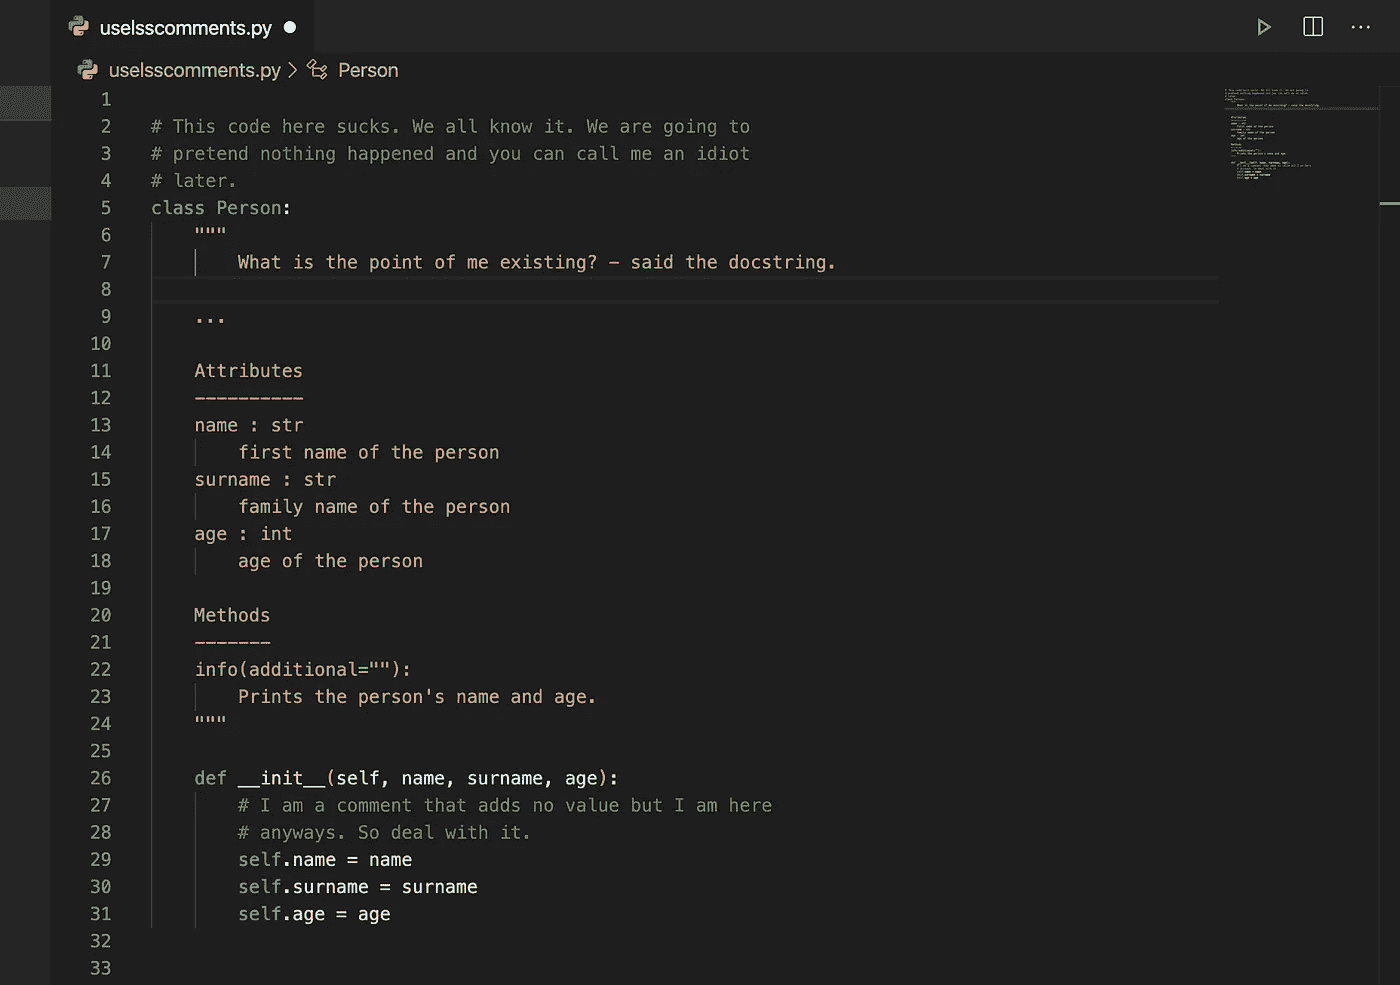 uselsscomments.py
uselsscomments.py > Person
1
2 # This code here sucks. We all know it. We are going to
3 # pretend nothing happened and you can call me an idiot
4 # later.
5 class Person:
6 """
7 What is the point of me existing? - said the docstring.
8
9 ...
10
11 Attributes
12 ----------
13 name : str
14 first name of the person
15 surname : str
16 family name of the person
17 age : int
18 age of the person
19
20 Methods
21 -------
22 info(additional=""):
23 Prints the person's name and age.
24 """
25
26 def __init__(self, name, surname, age):
27 # I am a comment that adds no value but I am here
28 # anyways. So deal with it.
29 self.name = name
30 self.surname = surname
31 self.age = age
32
33